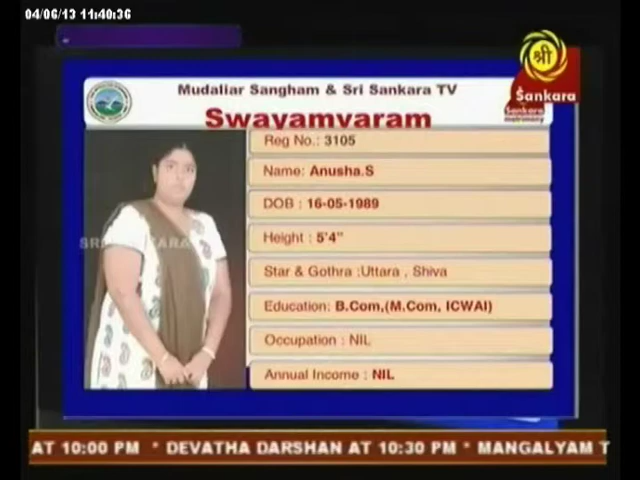 04/06/13 11:40:36
श्री
Sankara
Mudaliar Sangham & Sri Sankara TV
Swayamvaram
Sankara
matrimony
Reg No.: 3105
Name: Anusha.S
DOB : 16-05-1989
Height : 5'4"
Star & Gothra :Uttara , Shiva
Education: B.Com,(M.Com, ICWAI)
Occupation : NIL
Annual Income : NIL
AT 10:00 PM * DEVATHA DARSHAN AT 10:30 PM * MANGALYAM T